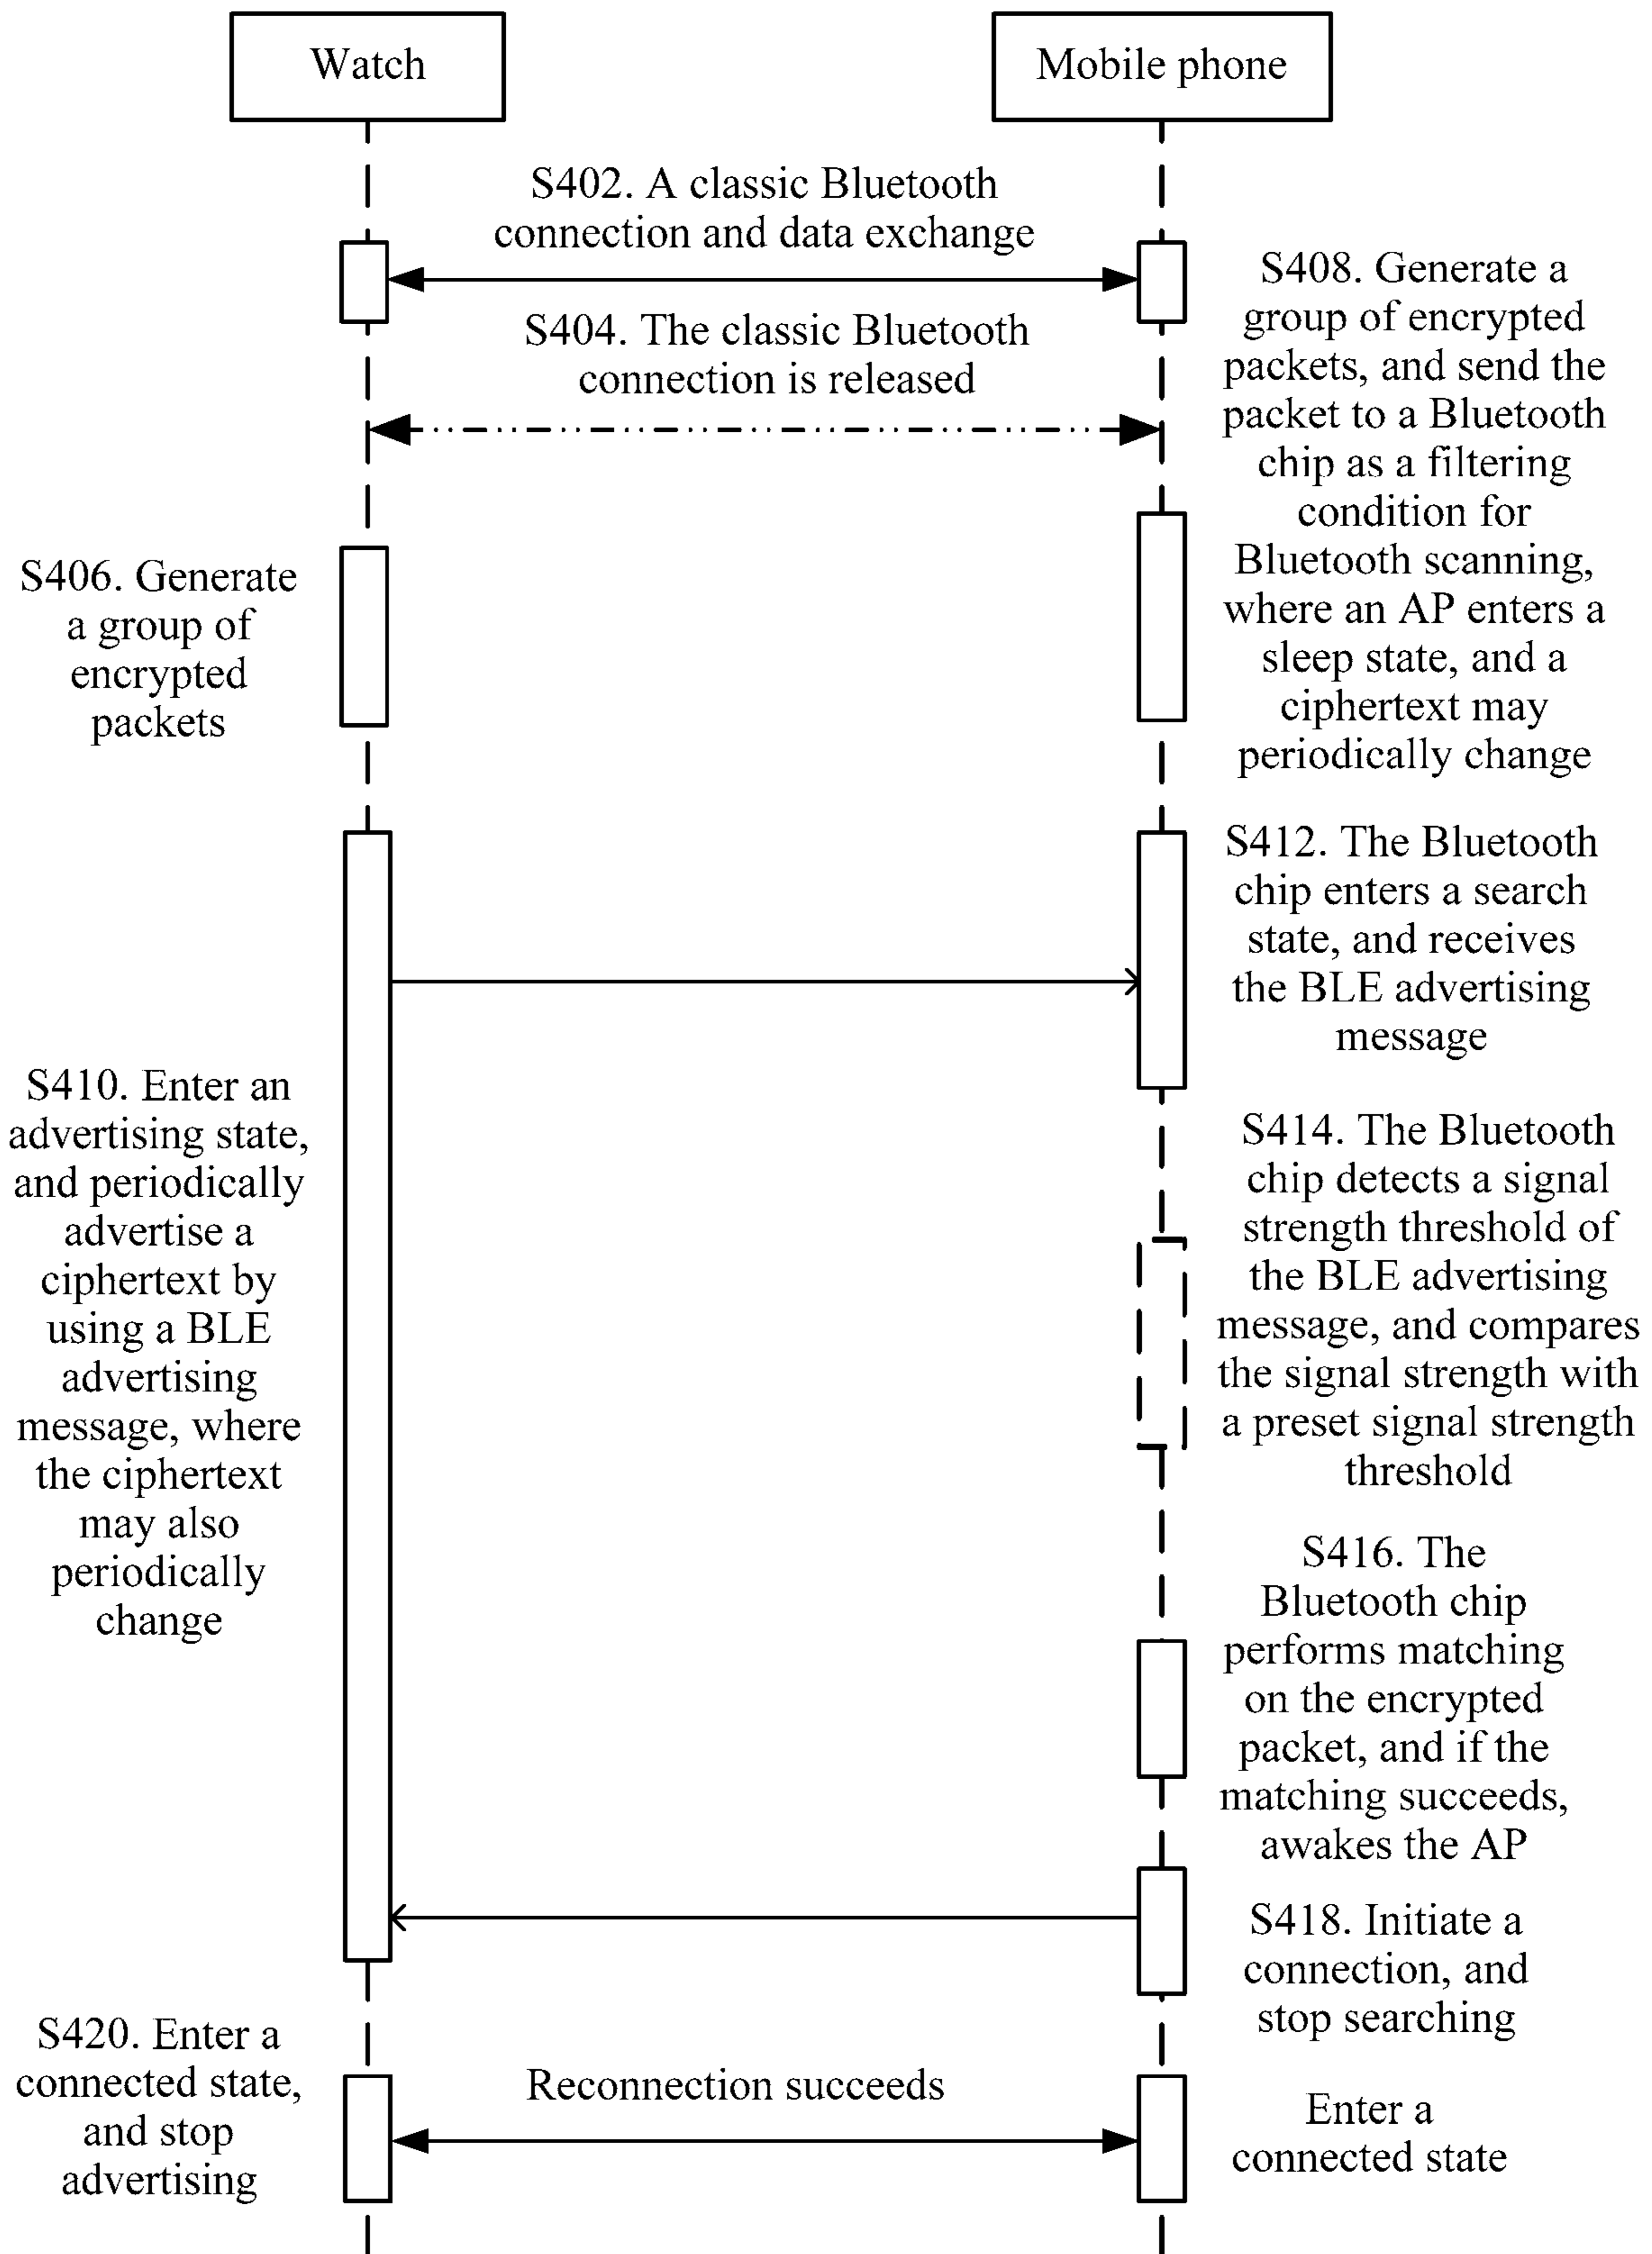 Watch
Mobile phone
S402. A classic Bluetooth
connection and data exchange
S404. The classic Bluetooth
connection is released
S408. Generate a
group of encrypted
packets, and send the
packet to a Bluetooth
chip as a filtering
condition for
Bluetooth scanning,
where an AP enters a
sleep state, and a
ciphertext may
periodically change
S406. Generate
a group of
encrypted
packets
S412. The Bluetooth
chip enters a search
state, and receives
the BLE advertising
message
S410. Enter an
advertising state,
and periodically
advertise a
ciphertext by
using a BLE
advertising
message, where
the ciphertext
may also
periodically
change
S414. The Bluetooth
chip detects a signal
strength threshold of
the BLE advertising
message, and compares
the signal strength with
a preset signal strength
threshold
S416. The
Bluetooth chip
performs matching
on the encrypted
packet, and if the
matching succeeds,
awakes the AP
S418. Initiate a
connection, and
stop searching
S420. Enter a
connected state,
and stop
advertising
Reconnection succeeds
Enter a
connected state